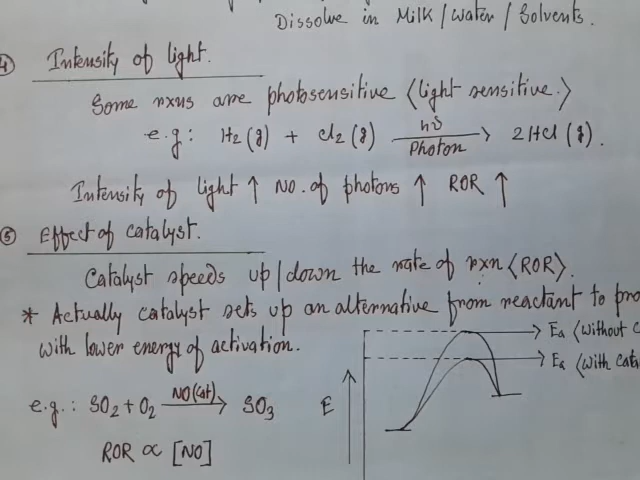 Dissolve in Milk/Water/Solvents.
④ Intensity of light.
Some rxns are photosensitive <light sensitive>
e.g: H₂(g) + Cl₂(g) hδ Photon → 2HCl(g).
Intensity of light ↑ NO. of photons ↑ ROR ↑
⑤ Effect of catalyst.
Catalyst speeds up/down the rate of rxn <ROR>.
* Actually catalyst sets up an alternative from reactant to pro
with lower energy of activation.
→ Ea <Without C
→ Ea <With cata
e.g.: SO₂ + O₂ NO(cat) → SO₃
E
ROR ∝ [NO]